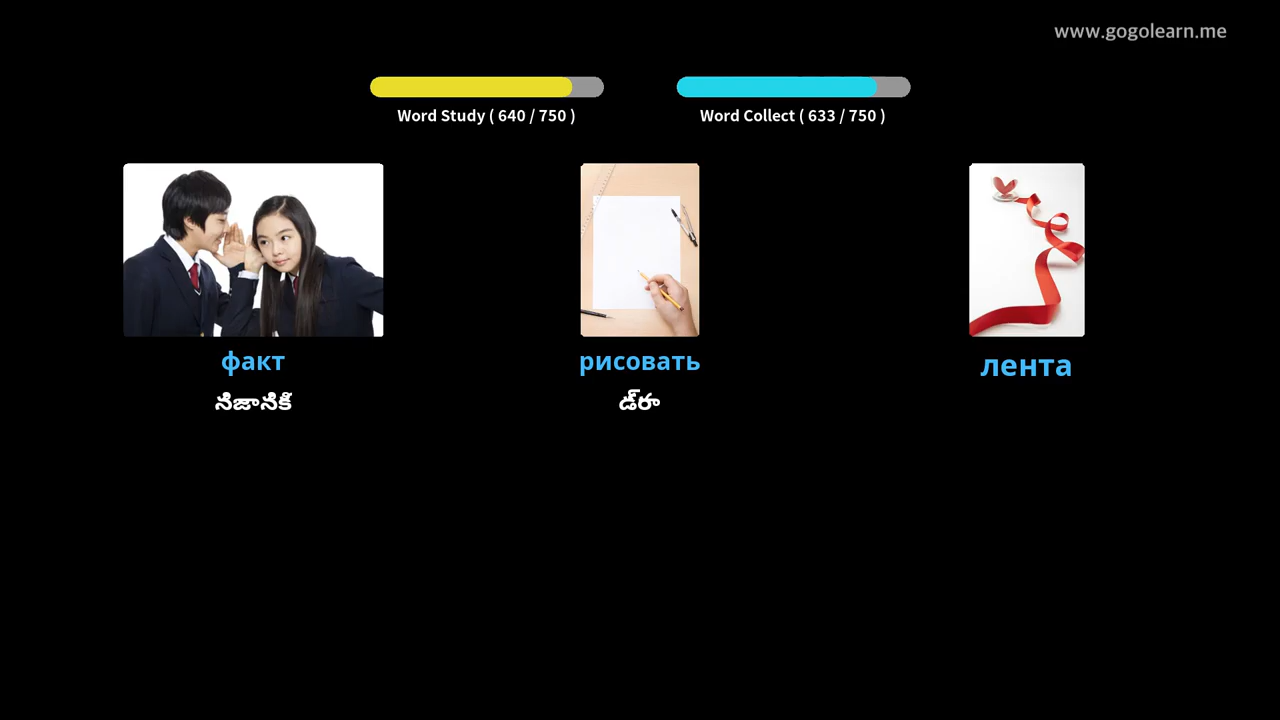 www.gogolearn.me
Word Study ( 640 / 750 )
Word Collect ( 633 / 750 )
факт
рисовать
лента
నిజానికి
డ్రా